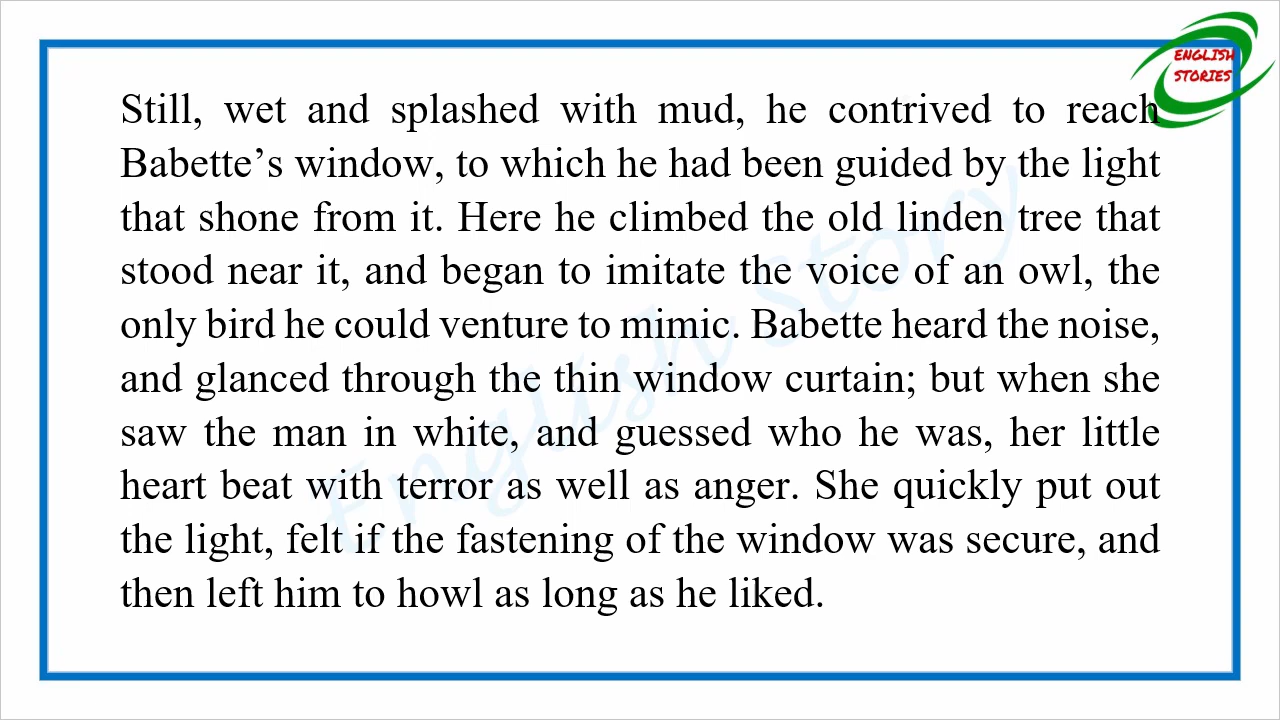 ENGLISH
STORIES
Still, wet and splashed with mud, he contrived to reach
Babette’s window, to which he had been guided by the light
that shone from it. Here he climbed the old linden tree that
stood near it, and began to imitate the voice of an owl, the
only bird he could venture to mimic. Babette heard the noise,
and glanced through the thin window curtain; but when she
saw the man in white, and guessed who he was, her little
heart beat with terror as well as anger. She quickly put out
the light, felt if the fastening of the window was secure, and
then left him to howl as long as he liked.
English Story